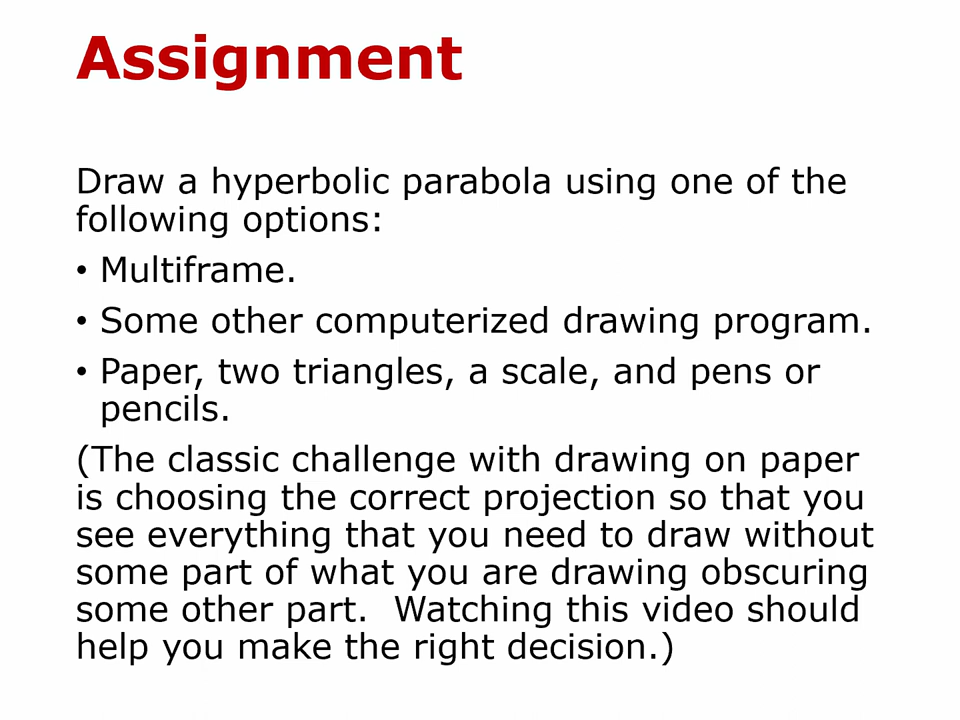 Assignment
Draw a hyperbolic parabola using one of the
following options:
• Multiframe.
• Some other computerized drawing program.
• Paper, two triangles, a scale, and pens or
pencils.
(The classic challenge with drawing on paper
is choosing the correct projection so that you
see everything that you need to draw without
some part of what you are drawing obscuring
some other part.  Watching this video should
help you make the right decision.)